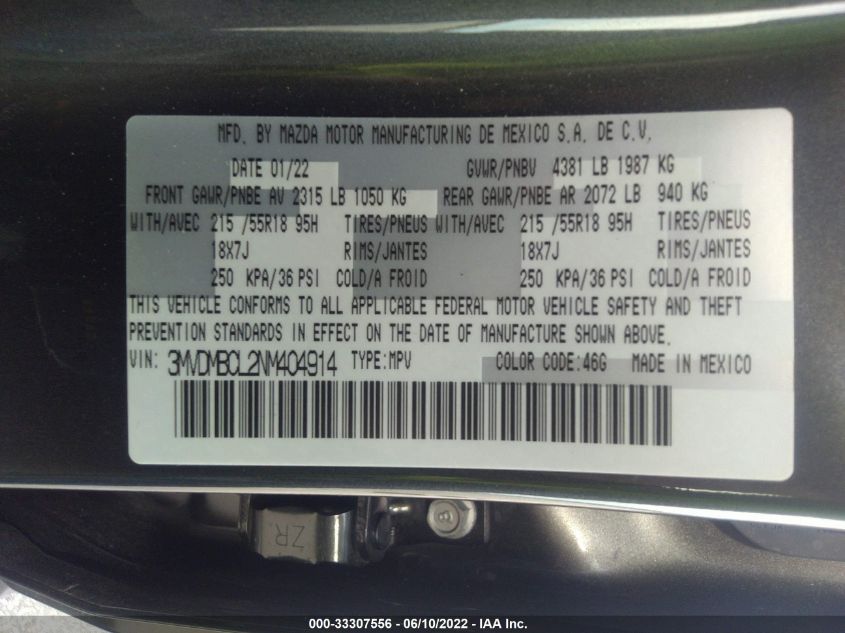 MFD. BY MAZDA MOTOR MANUFACTURING DE MEXICO S.A. DE C.V.
DATE 01/22 GVWR/PNBV 4381 LB 1987 KG
FRONT GAWR/PNBE AV 2315 LB 1050 KG REAR GAWR/PNBE AR 2072 LB 940 KG
WITH/AVEC 215 /55R18 95H TIRES/PNEUS WITH/AVEC 215 /55R18 95H TIRES/PNEUS
18X7J RIMS/JANTES 18X7J RIMS/JANTES
250 KPA/36 PSI COLD/A FROID 250 KPA/36 PSI COLD/A FROID
THIS VEHICLE CONFORMS TO ALL APPLICABLE FEDERAL MOTOR VEHICLE SAFETY AND THEFT
PREVENTION STANDARDS IN EFFECT ON THE DATE OF MANUFACTURE SHOWN ABOVE.
VIN: 3MVDMBCL2NM404914 TYPE:MPV COLOR CODE:46G MADE IN MEXICO
ZR
000-33307556 - 06/10/2022 - IAA Inc.